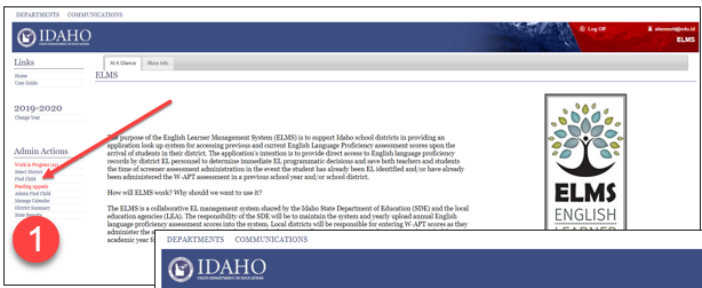 DEPARTMENTS COMMUNICATIONS
IDAHO
STATE DEPARTMENT OF EDUCATION
Log Off
ELMS
Links
At A Glance More Info
ELMS
Home
User Guide
2019-2020
Change Year
The purpose of the English Learner Management System (ELMS) is to support Idaho school districts in providing an
application look up system for accessing previous and current English Language Proficiency assessment scores upon the
arrival of students in their district. The application's intention is to provide direct access to English language proficiency
records by district EL personnel to determine immediate EL programmatic decisions and save both teachers and students
the time of screener assessment administration in the event the student has already been EL identified and/or have already
been administered the W-APT assessment in a previous school year and/or school district.
How will ELMS work? Why should we want to use it?
The ELMS is a collaborative EL management system shared by the Idaho State Department of Education (SDE) and the local
education agencies (LEA). The responsibility of the SDE will be to maintain the system and yearly upload annual English
language proficiency assessment scores into the system. Local districts will be responsible for entering W-APT scores as they
administer the s
academic year f
Admin Actions
Work in Progress
Select District
Find Child
Pending Appeals
Admin Find Child
Manage Calendar
District Summary
State Reports
1
ELMS
ENGLISH
LEARNER
DEPARTMENTS COMMUNICATIONS
IDAHO
STATE DEPARTMENT OF EDUCATION